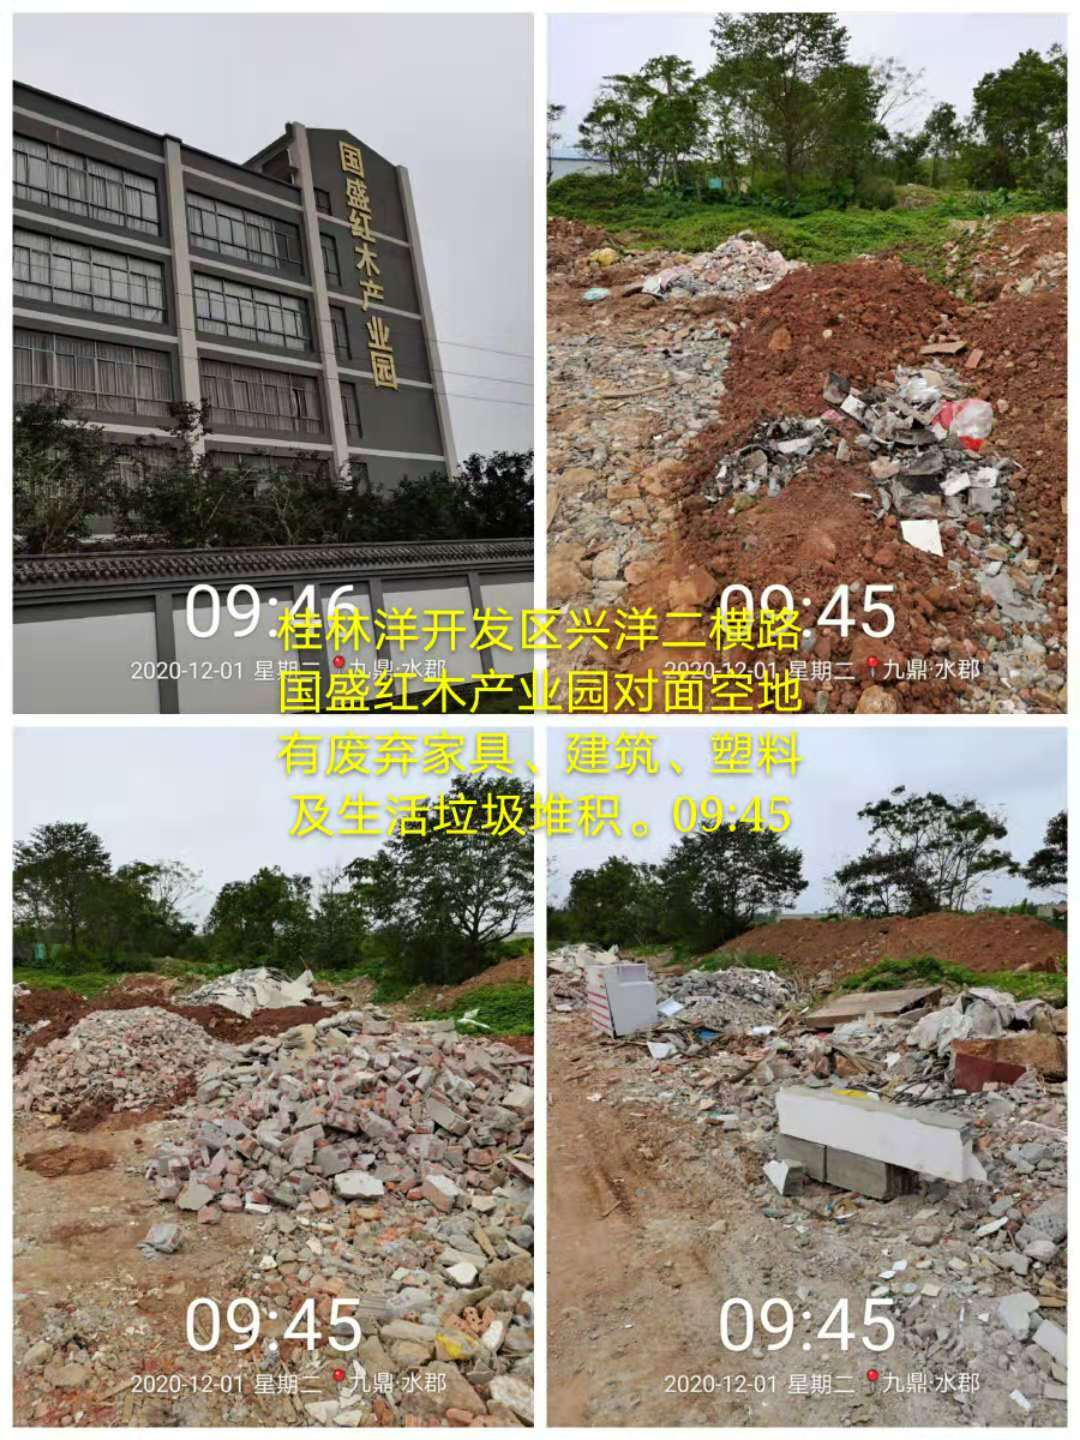 国盛红木产业园
09:46
2020-12-01 星期二 九鼎·水郡
09:45
2020-12-01 星期二 九鼎·水郡
桂林洋开发区兴洋二横路
国盛红木产业园对面空地
有废弃家具、建筑、塑料
及生活垃圾堆积。09:45
09:45
2020-12-01 星期二 九鼎·水郡
09:45
2020-12-01 星期二 九鼎·水郡